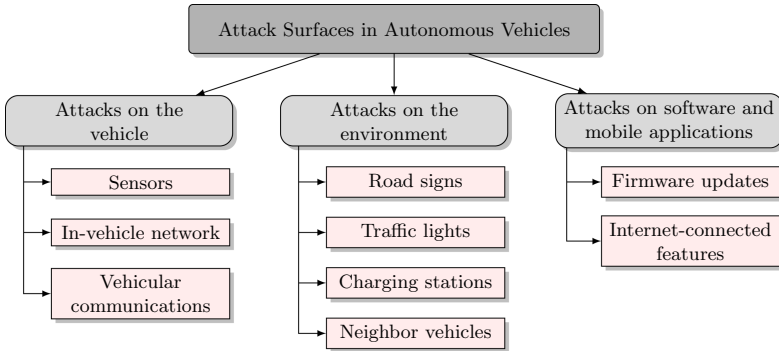 Attack Surfaces in Autonomous Vehicles
Attacks on the
vehicle
Sensors
In-vehicle network
Vehicular
communications
Attacks on the
environment
Road signs
Traffic lights
Charging stations
Neighbor vehicles
Attacks on software and
mobile applications
Firmware updates
Internet-connected
features